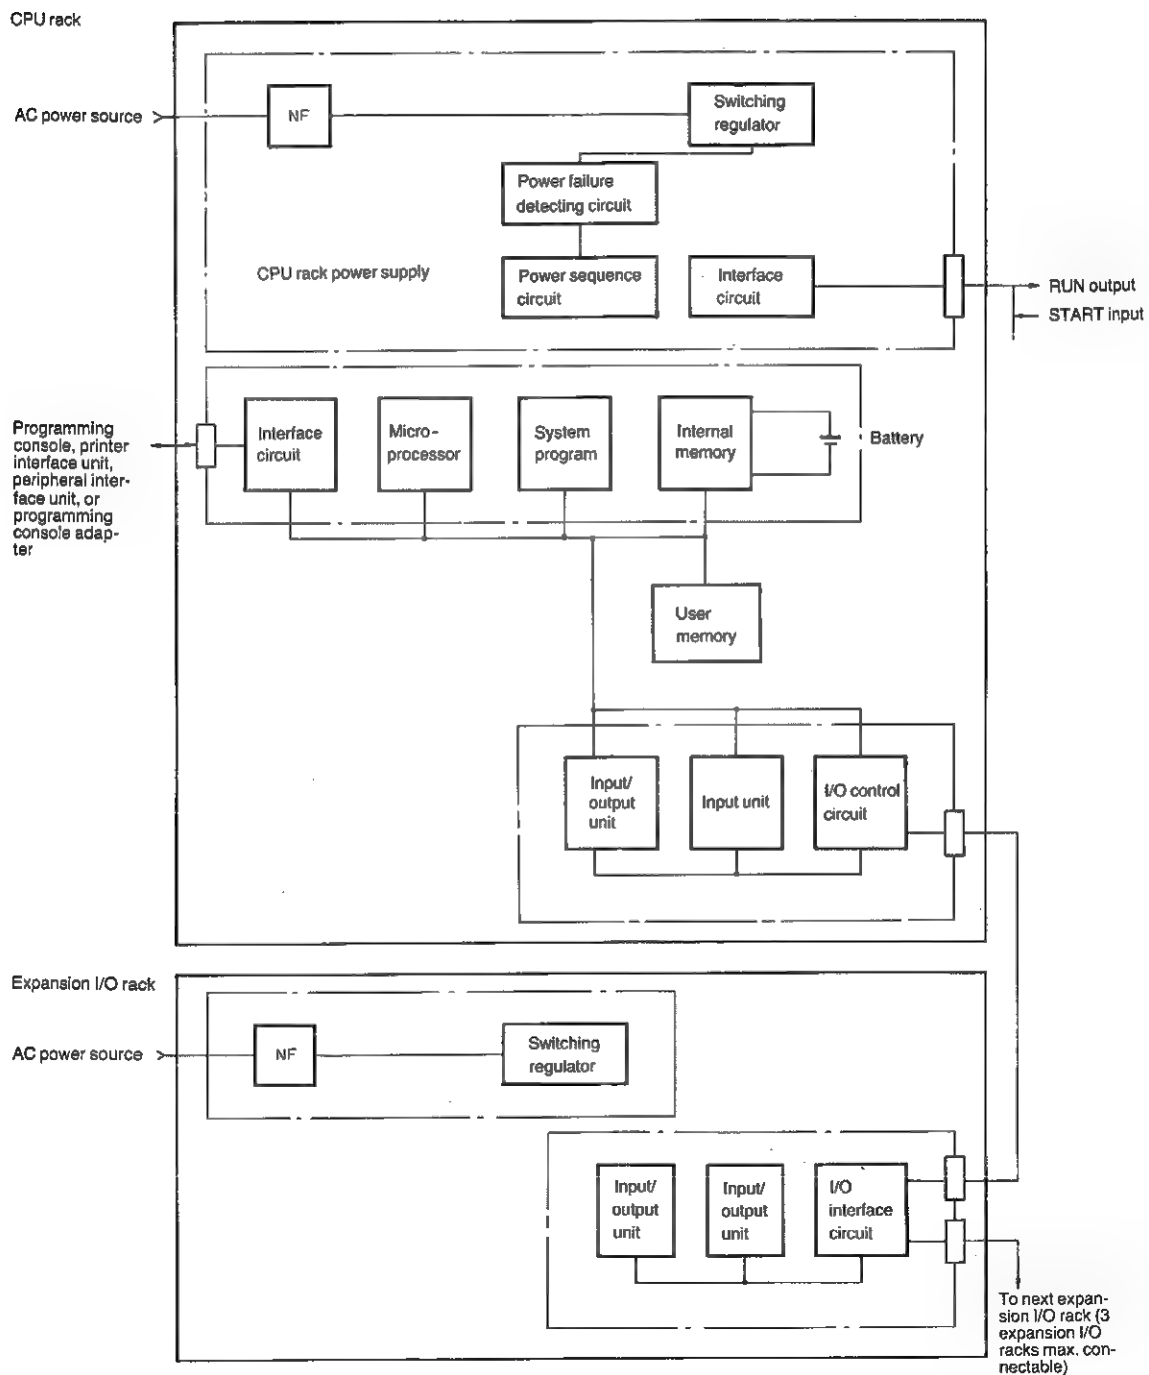 CPU rack
AC power source
NF
Switching
regulator
Power failure
detecting circuit
CPU rack power supply
Power sequence
circuit
Interface
circuit
RUN output
START input
Programming
console, printer
interface unit,
peripheral inter-
face unit, or
programming
console adap-
ter
Interface
circuit
Micro-
processor
System
program
Internal
memory
Battery
User
memory
Input/
output
unit
Input unit
I/O control
circuit
Expansion I/O rack
AC power source
NF
Switching
regulator
Input/
output
unit
Input/
output
unit
I/O
interface
circuit
To next expan-
sion I/O rack (3
expansion I/O
racks max. con-
nectable)